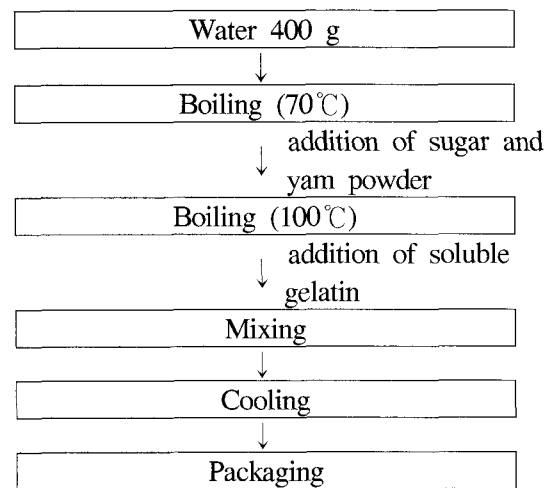 Water 400 g
Boiling (70℃)
addition of sugar and
yam powder
Boiling (100℃)
addition of soluble
gelatin
Mixing
Cooling
Packaging